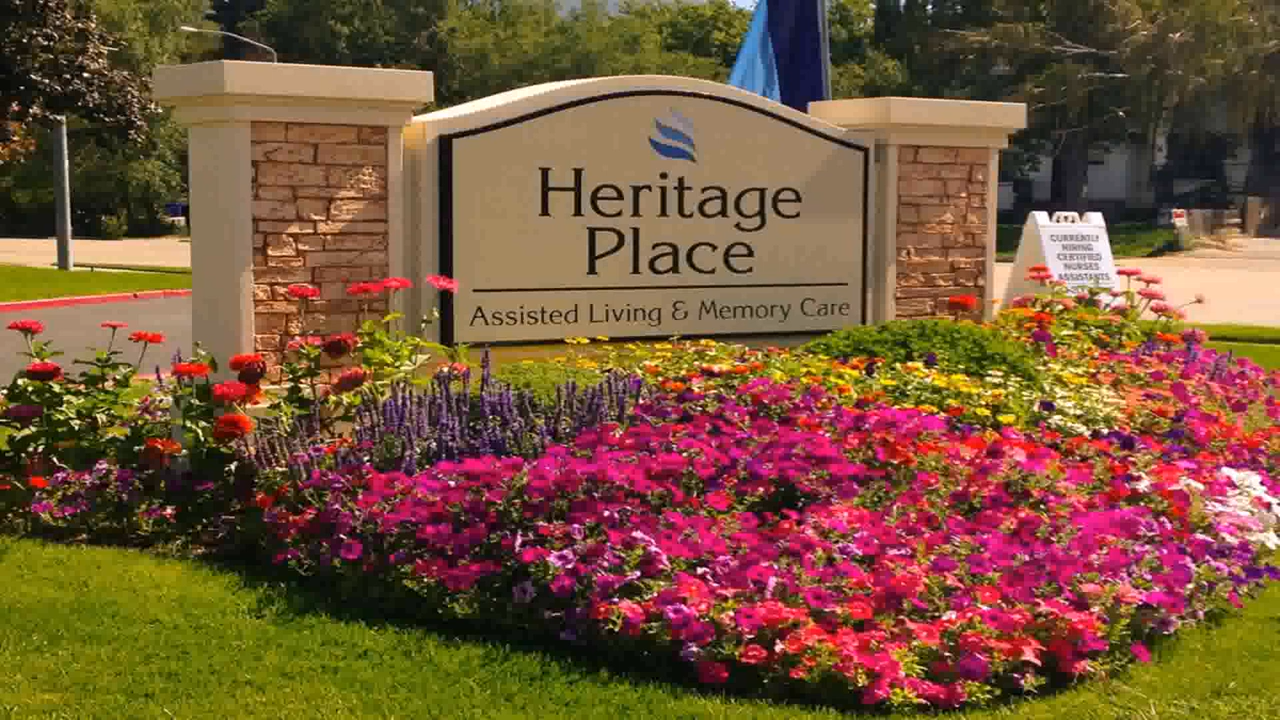 Heritage
Place
Assisted Living & Memory Care
CURRENTLY
HIRING
CERTIFIED
NURSES
ASSISTANTS